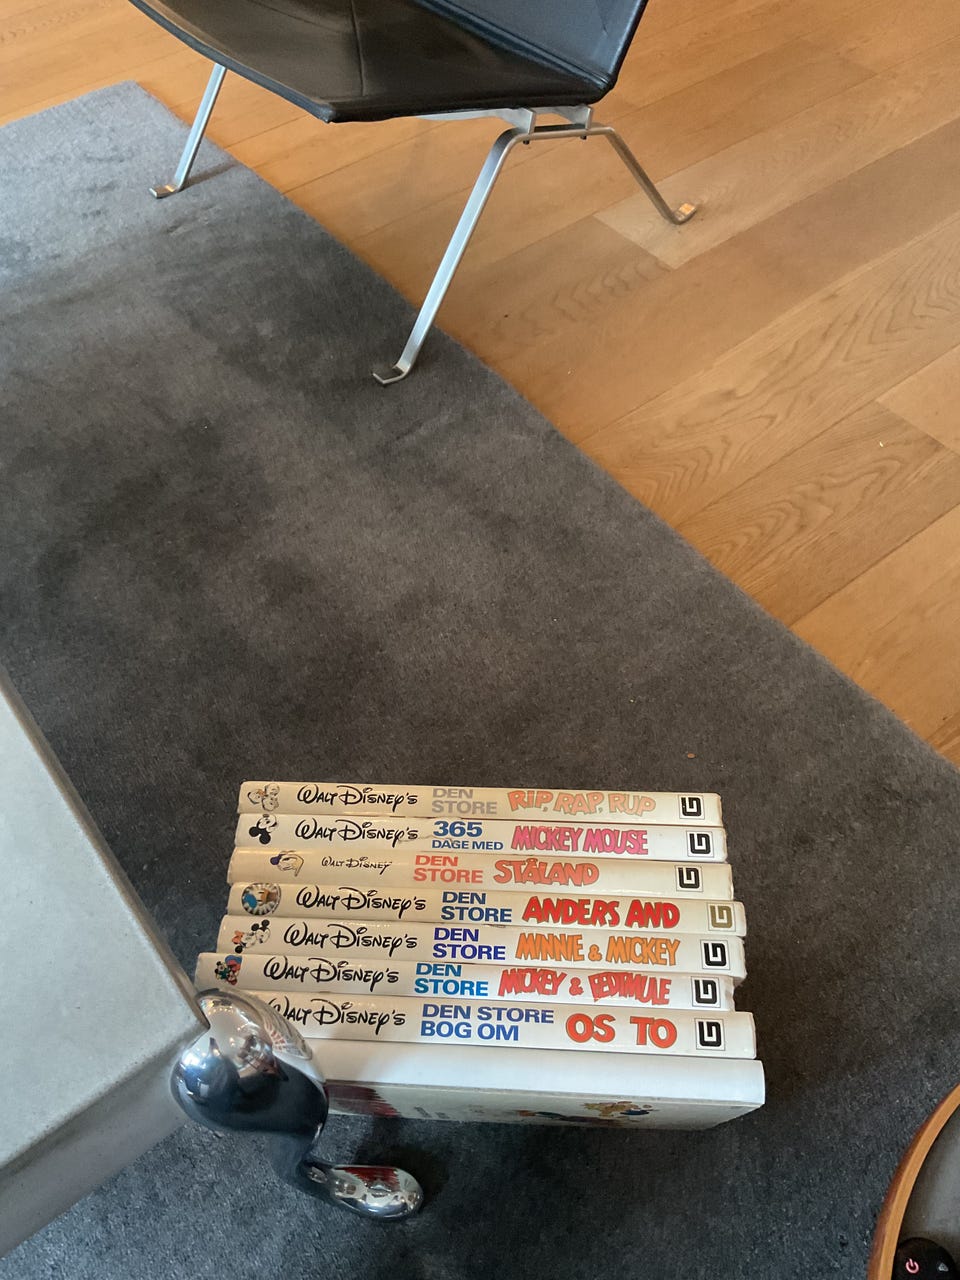 WALT DISNEY'S DEN STORE RIP, RAP, RUP G
WALT DISNEY'S 365 DAGE MED MICKEY MOUSE G
WALT DISNEY DEN STORE STÅLAND G
WALT DISNEY'S DEN STORE ANDERS AND G
WALT DISNEY'S DEN STORE MINNIE & MICKEY G
WALT DISNEY'S DEN STORE MICKEY & FEDTMULE G
WALT DISNEY'S DEN STORE BOG OM OS TO G